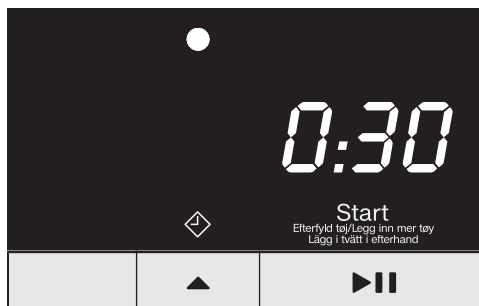 0:30
Start
Efterfyld tøj/Legg inn mer tøy
Lägg i tvätt i efterhand